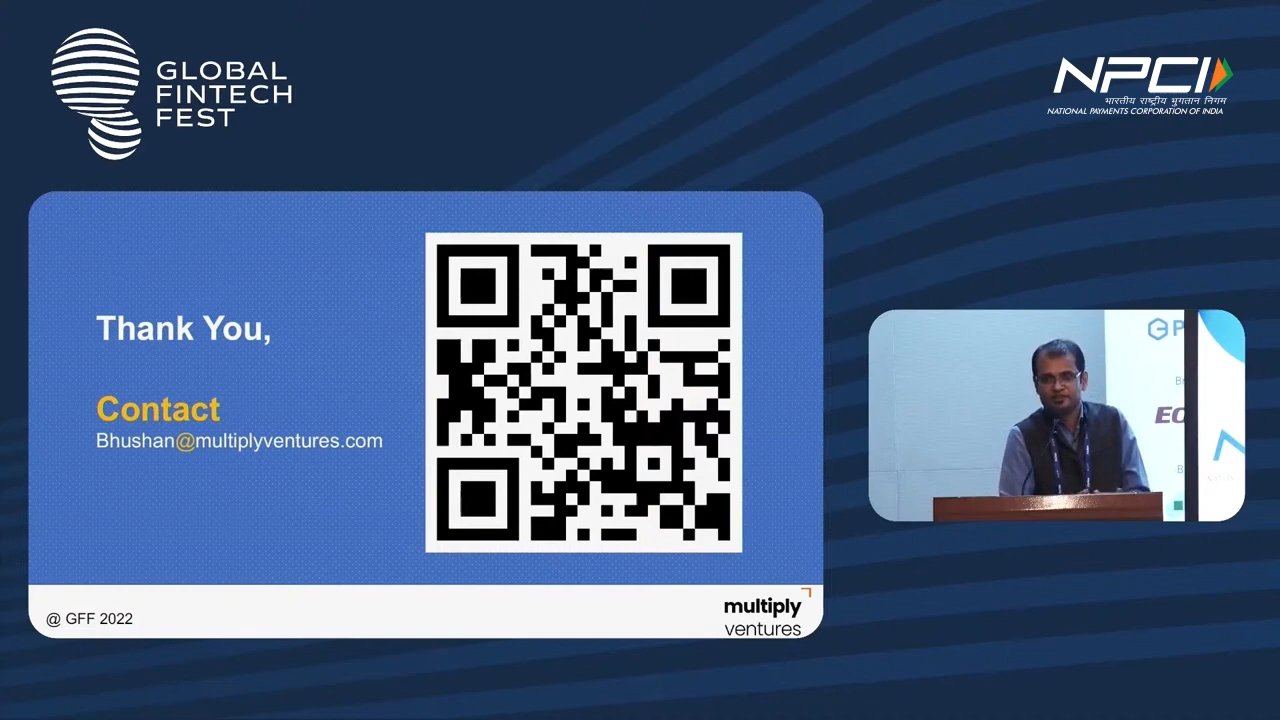 GLOBAL
FINTECH
FEST
NPCI
भारतीय राष्ट्रीय भुगतान निगम
NATIONAL PAYMENTS CORPORATION OF INDIA
Thank You,
Contact
Bhushan@multiplyventures.com
@ GFF 2022
multiply
ventures